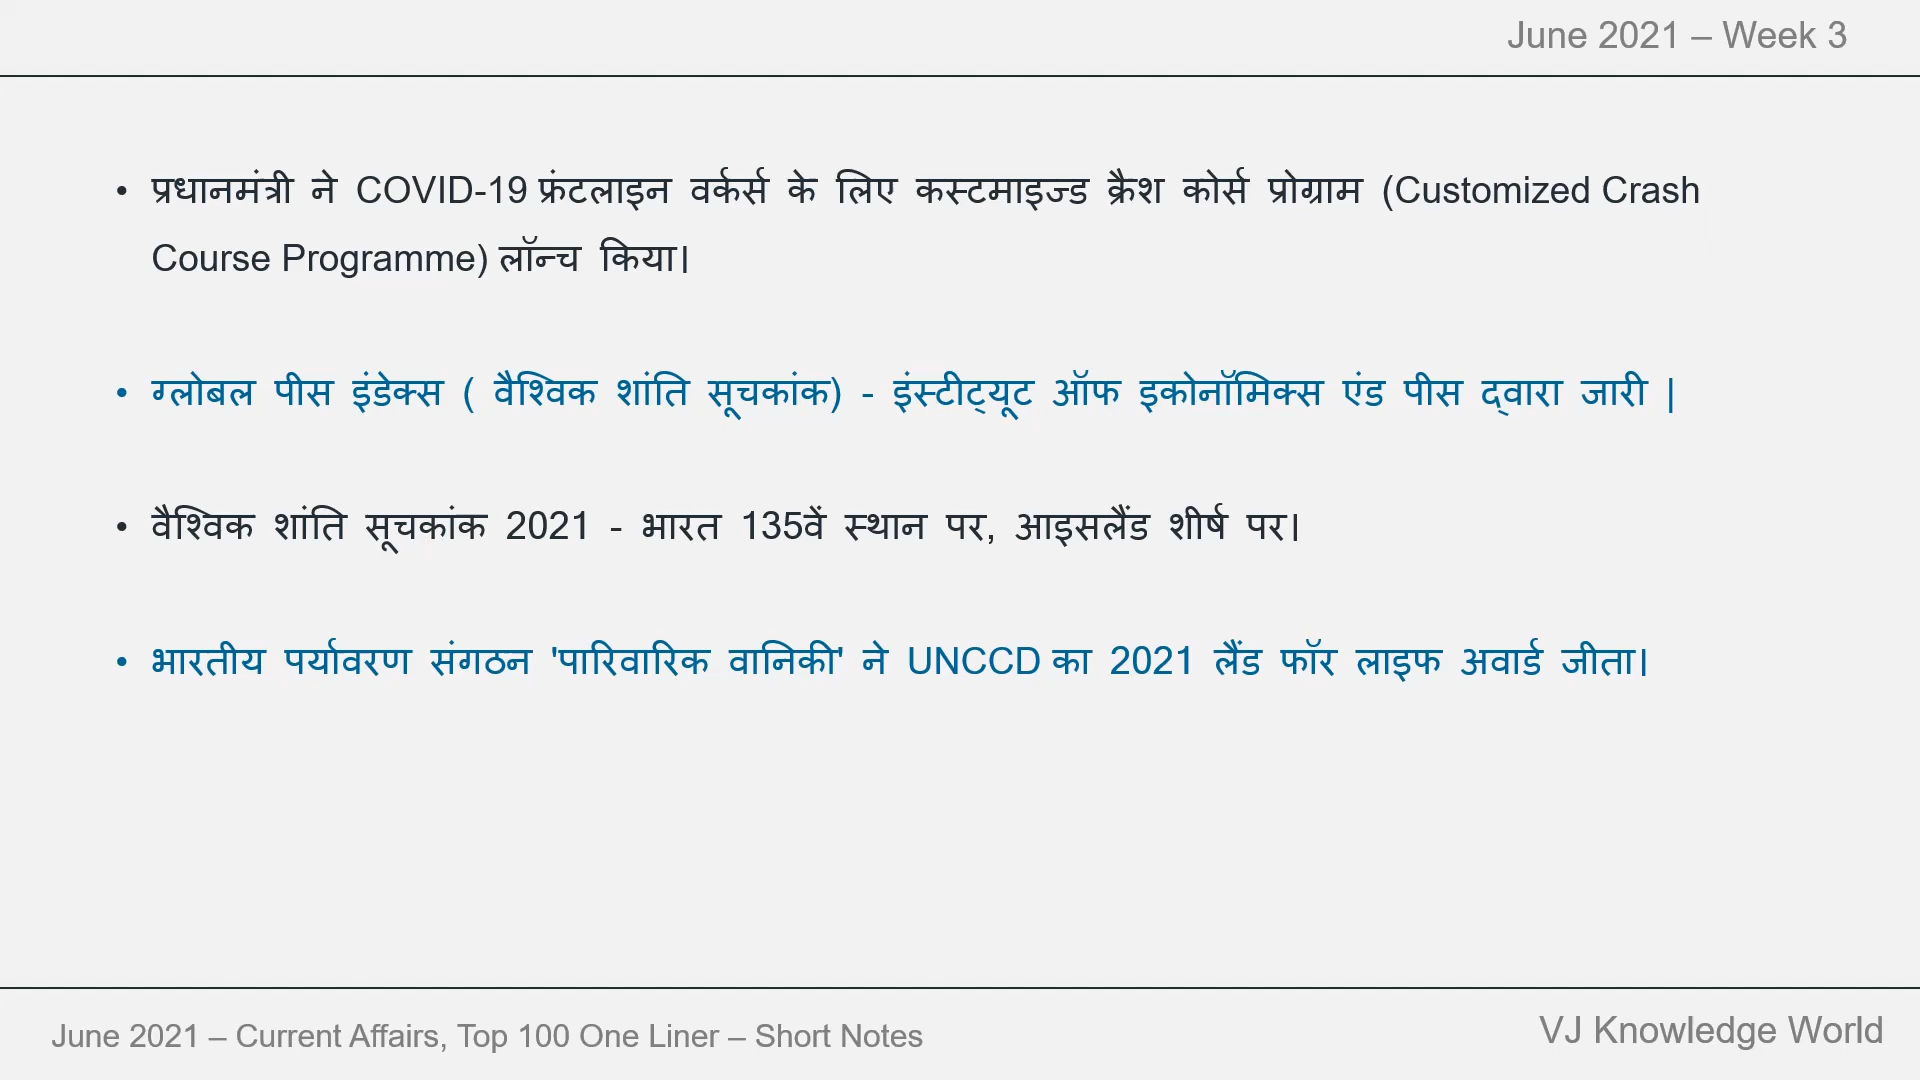 June 2021 – Week 3
• प्रधानमंत्री ने COVID-19 फ्रंटलाइन वर्कर्स के लिए कस्टमाइज्ड क्रैश कोर्स प्रोग्राम (Customized Crash
Course Programme) लॉन्च किया।
• ग्लोबल पीस इंडेक्स ( वैश्विक शांति सूचकांक) - इंस्टीट्यूट ऑफ इकोनॉमिक्स एंड पीस द्वारा जारी |
• वैश्विक शांति सूचकांक 2021 - भारत 135वें स्थान पर, आइसलैंड शीर्ष पर।
• भारतीय पर्यावरण संगठन 'पारिवारिक वानिकी' ने UNCCD का 2021 लैंड फॉर लाइफ अवार्ड जीता।
June 2021 – Current Affairs, Top 100 One Liner – Short Notes
VJ Knowledge World